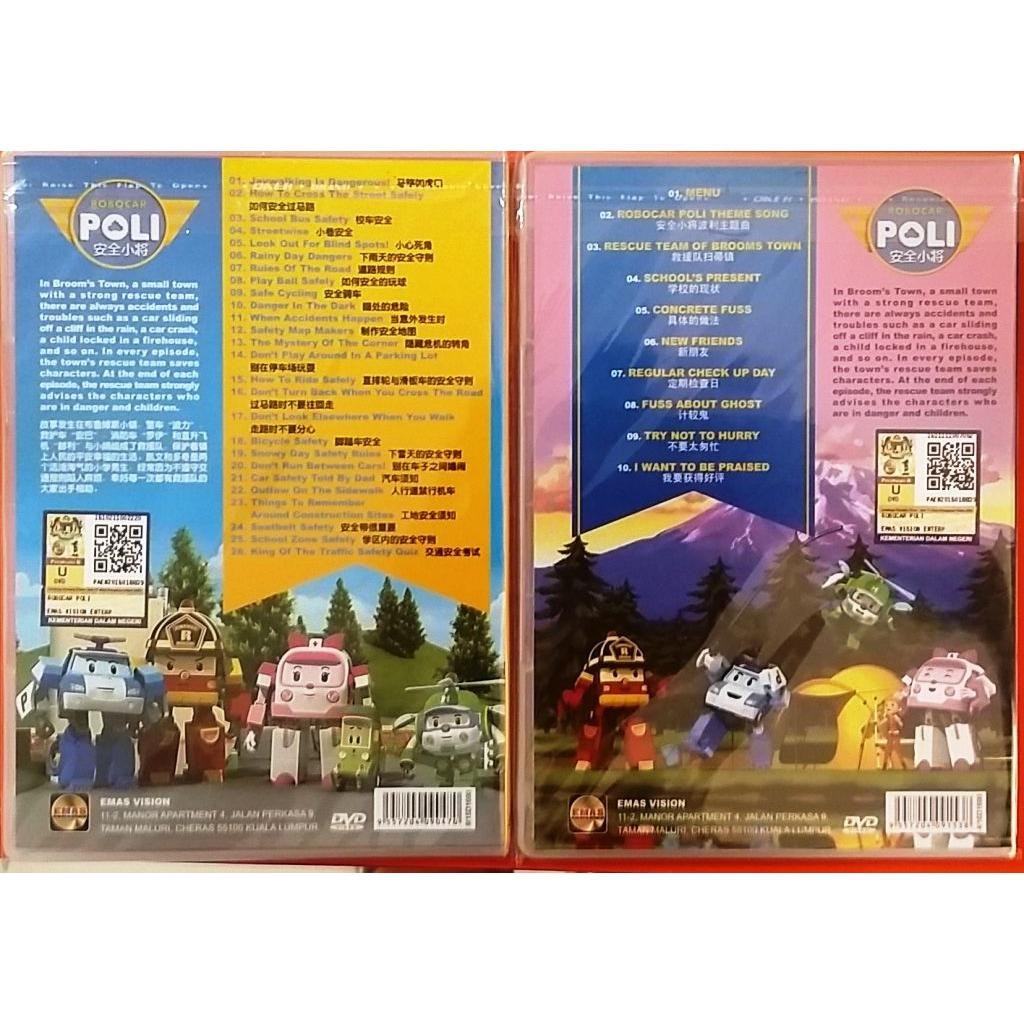 Raise This Flap To Open
ROBOCAR
POLI
安全小将
In Broom's Town, a small town
with a strong rescue team,
there are always accidents and
troubles such as a car sliding
off a cliff in the rain, a car crash,
a child locked in a firehouse,
and so on. In every episode,
the town's rescue team saves
characters. At the end of each
episode, the rescue team strongly
advises the characters who
are in danger and children.
大家出手相助。
U
DVD
ROBOCAR POLI
EMAS VISION ENTERP
KEMENTERIAN DALAM NEGERI
01. Jaywalking Is Dangerous! 马路如虎口
02. How To Cross The Street Safely
如何安全过马路
03. School Bus Safety 校车安全
04. Streetwise 小巷安全
05. Look Out For Blind Spots! 小心死角
06. Rainy Day Dangers 下雨天的安全守则
07. Rules Of The Road 道路规则
08. Play Ball Safely 如何安全的玩球
09. Safe Cycling 安全骑车
10. Danger In The Dark 暗处的危险
11. When Accidents Happen 当意外发生时
12. Safety Map Makers 制作安全地图
13. The Mystery Of The Corner 隐藏危机的转角
14. Don't Play Around In A Parking Lot
别在停车场玩耍
15. How To Ride Safely 直排轮与滑板车的安全守则
16. Don't Turn Back When You Cross The Road
过马路时不要往回走
17. Don't Look Elsewhere When You Walk
走路时不要分心
18. Bicycle Safety 脚踏车安全
19. Snowy Day Safety Rules 下雪天的安全守则
20. Don't Run Between Cars! 别在车子之间嬉闹
21. Car Safety Told By Dad 汽车须知
22. Outlaw On The Sidewalk 人行道禁行机车
23. Things To Remember
Around Construction Sites 工地安全须知
24. Seatbelt Safety 安全带很重要
25. School Zone Safety 学区内的安全守则
26. King Of The Traffic Safety Quiz 交通安全考试
R
P
EMAS
EMAS VISION
11-2, MANOR APARTMENT 4, JALAN PERKASA 9,
TAMAN MALURI, CHERAS 55100 KUALA LUMPUR.
DVD
VIDEO
9 557204 090470
Raise This Flap To Open
01. MENU
02. ROBOCAR POLI THEME SONG
安全小将波利主题曲
03. RESCUE TEAM OF BROOMS TOWN
救援队扫帚镇
04. SCHOOL'S PRESENT
学校的现状
05. CONCRETE FUSS
具体的做法
06. NEW FRIENDS
新朋友
07. REGULAR CHECK UP DAY
定期检查日
08. FUSS ABOUT GHOST
计较鬼
09. TRY NOT TO HURRY
不要太匆忙
10. I WANT TO BE PRAISED
我要获得好评
ROBOCAR
POLI
安全小将
In Broom's Town, a small town
with a strong rescue team,
there are always accidents and
troubles such as a car sliding
off a cliff in the rain, a car crash,
a child locked in a firehouse,
and so on. In every episode,
the town's rescue team saves
characters. At the end of each
episode, the rescue team strongly
advises the characters who
are in danger and children.
U
DVD
ROBOCAR POLI
EMAS VISION ENTERP
KEMENTERIAN DALAM NEGERI
R
P
EMAS
EMAS VISION
11-2, MANOR APARTMENT 4, JALAN PERKASA 9,
TAMAN MALURI, CHERAS 55100 KUALA LUMPUR.
DVD
VIDEO